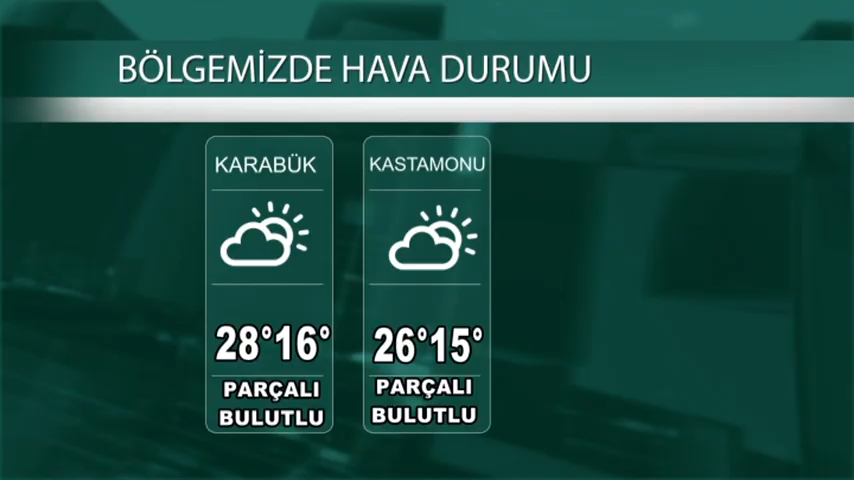 BÖLGEMİZDE HAVA DURUMU
KARABÜK
28°16°
PARÇALI
BULUTLU
KASTAMONU
26°15°
PARÇALI
BULUTLU